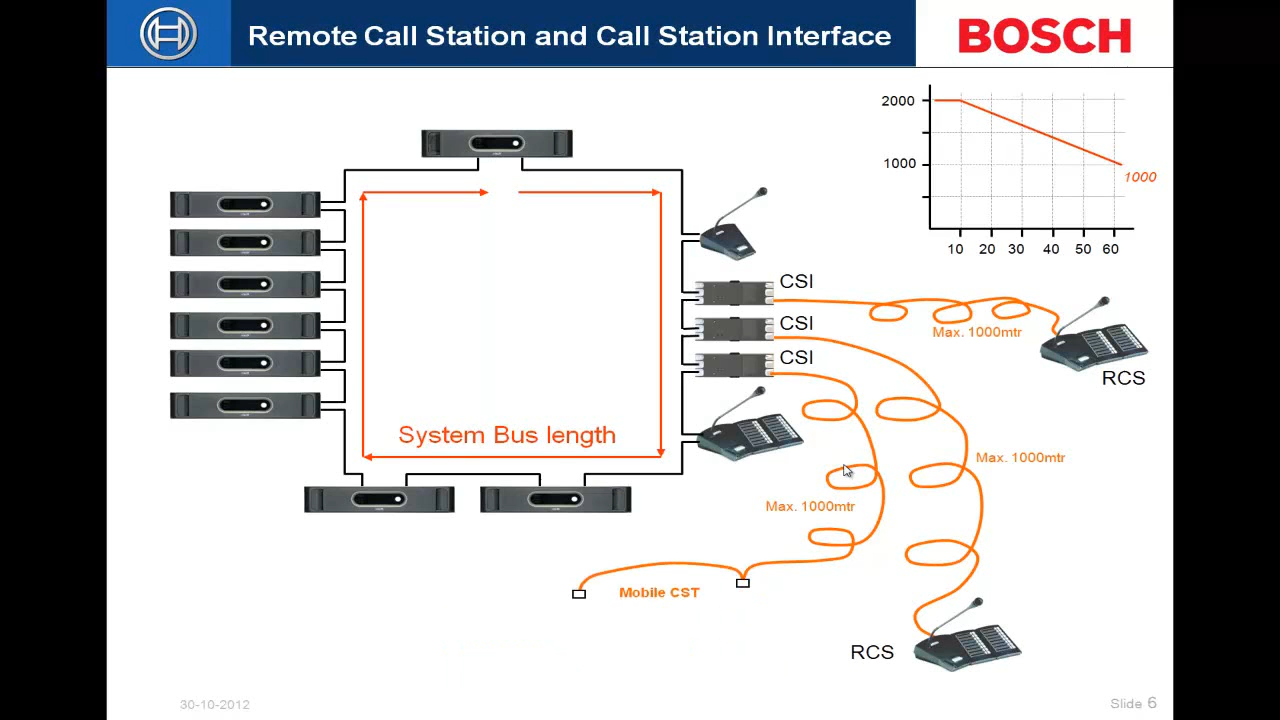 Remote Call Station and Call Station Interface
BOSCH
2000
1000
1000
10 20 30 40 50 60
CSI
CSI
Max. 1000mtr
CSI
RCS
System Bus length
Max. 1000mtr
Max. 1000mtr
Mobile CST
RCS
30-10-2012
Slide 6